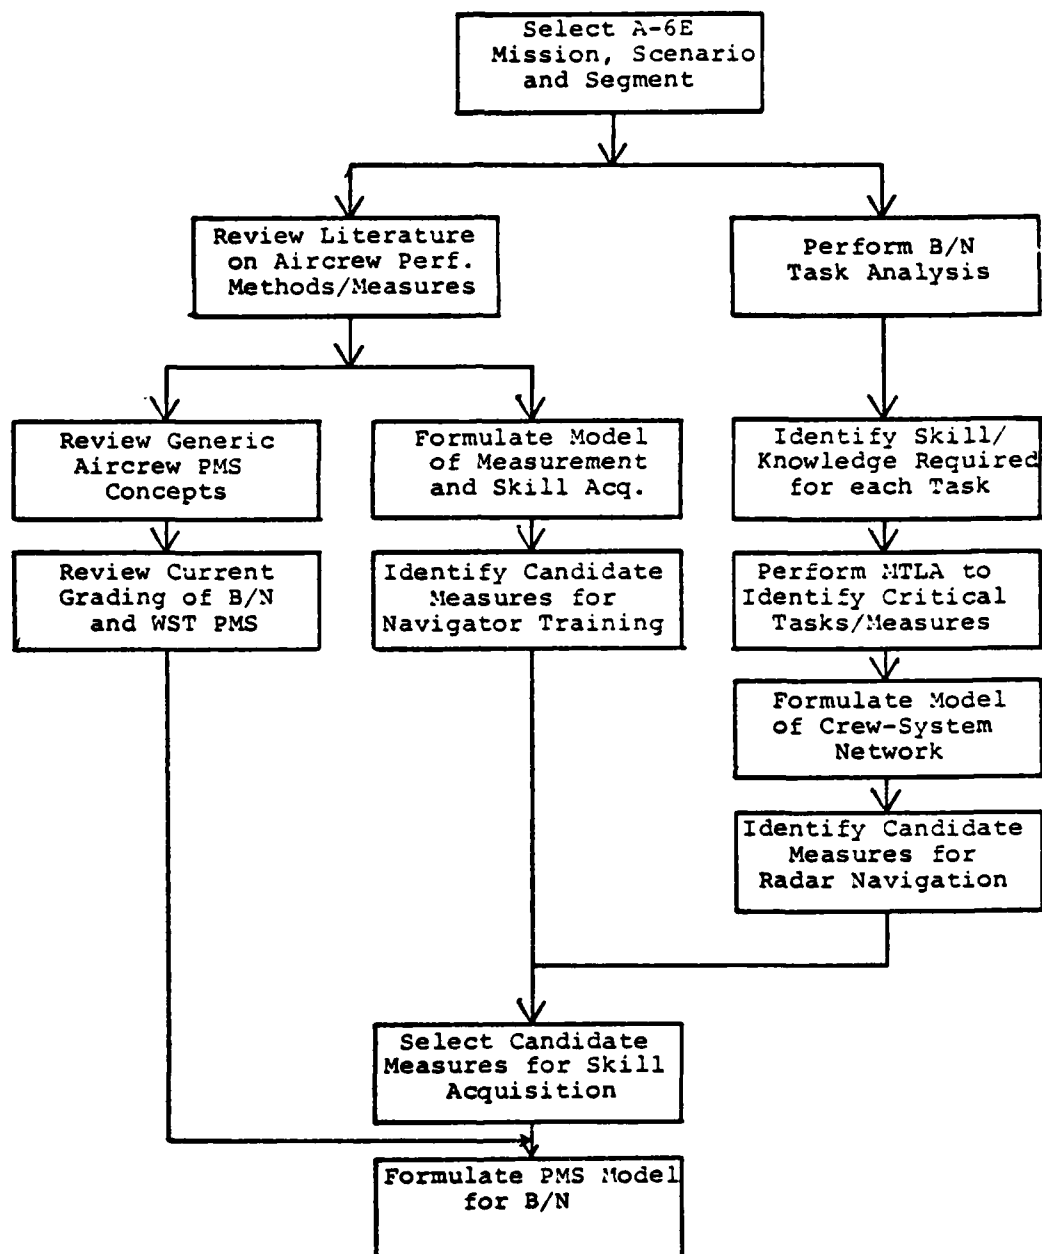 Select A-6E
Mission, Scenario
and Segment
Review Literature
on Aircrew Perf.
Methods/Measures
Perform B/N
Task Analysis
Review Generic
Aircrew PMS
Concepts
Formulate Model
of Measurement
and Skill Acq.
Identify Skill/
Knowledge Required
for each Task
Review Current
Grading of B/N
and WST PMS
Identify Candidate
Measures for
Navigator Training
Perform MTLA to
Identify Critical
Tasks/Measures
Formulate Model
of Crew-System
Network
Identify Candidate
Measures for
Radar Navigation
Select Candidate
Measures for Skill
Acquisition
Formulate PMS Model
for B/N